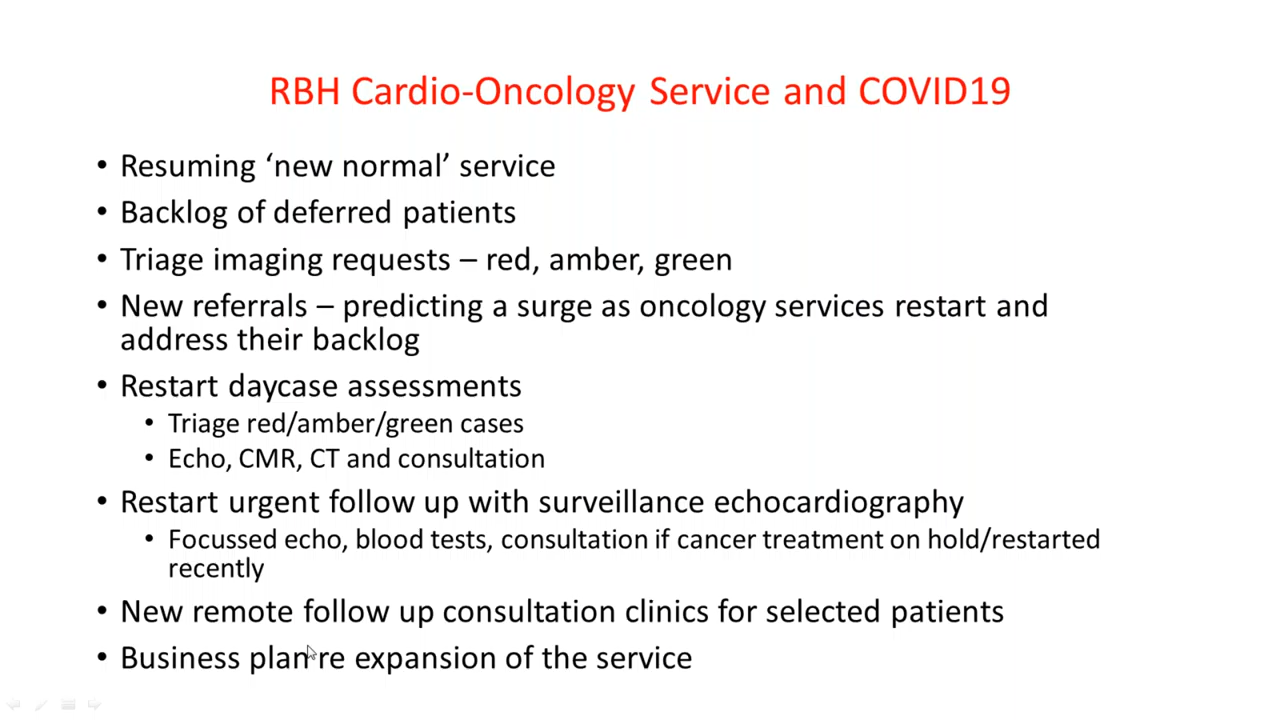 RBH Cardio-Oncology Service and COVID19
• Resuming ‘new normal’ service
• Backlog of deferred patients
• Triage imaging requests – red, amber, green
• New referrals – predicting a surge as oncology services restart and
address their backlog
• Restart daycase assessments
• Triage red/amber/green cases
• Echo, CMR, CT and consultation
• Restart urgent follow up with surveillance echocardiography
• Focussed echo, blood tests, consultation if cancer treatment on hold/restarted
recently
• New remote follow up consultation clinics for selected patients
• Business plan re expansion of the service